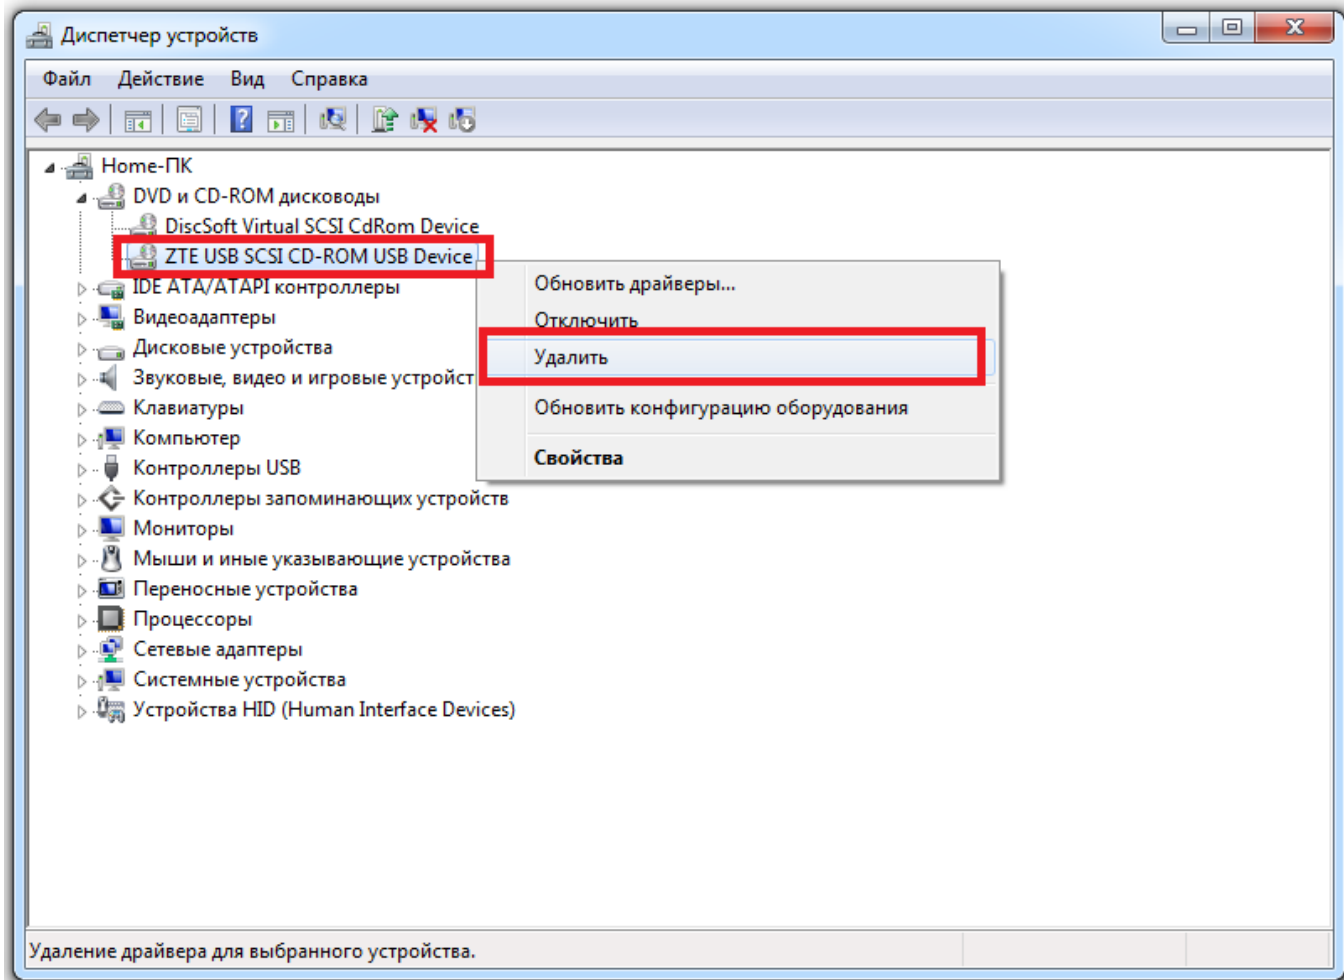 Диспетчер устройств
Файл Действие Вид Справка
Home-ПК
DVD и CD-ROM дисководы
DiscSoft Virtual SCSI CdRom Device
ZTE USB SCSI CD-ROM USB Device
IDE ATA/ATAPI контроллеры
Видеоадаптеры
Дисковые устройства
Звуковые, видео и игровые устройст
Клавиатуры
Компьютер
Контроллеры USB
Контроллеры запоминающих устройств
Мониторы
Мыши и иные указывающие устройства
Переносные устройства
Процессоры
Сетевые адаптеры
Системные устройства
Устройства HID (Human Interface Devices)
Обновить драйверы...
Отключить
Удалить
Обновить конфигурацию оборудования
Свойства
Удаление драйвера для выбранного устройства.